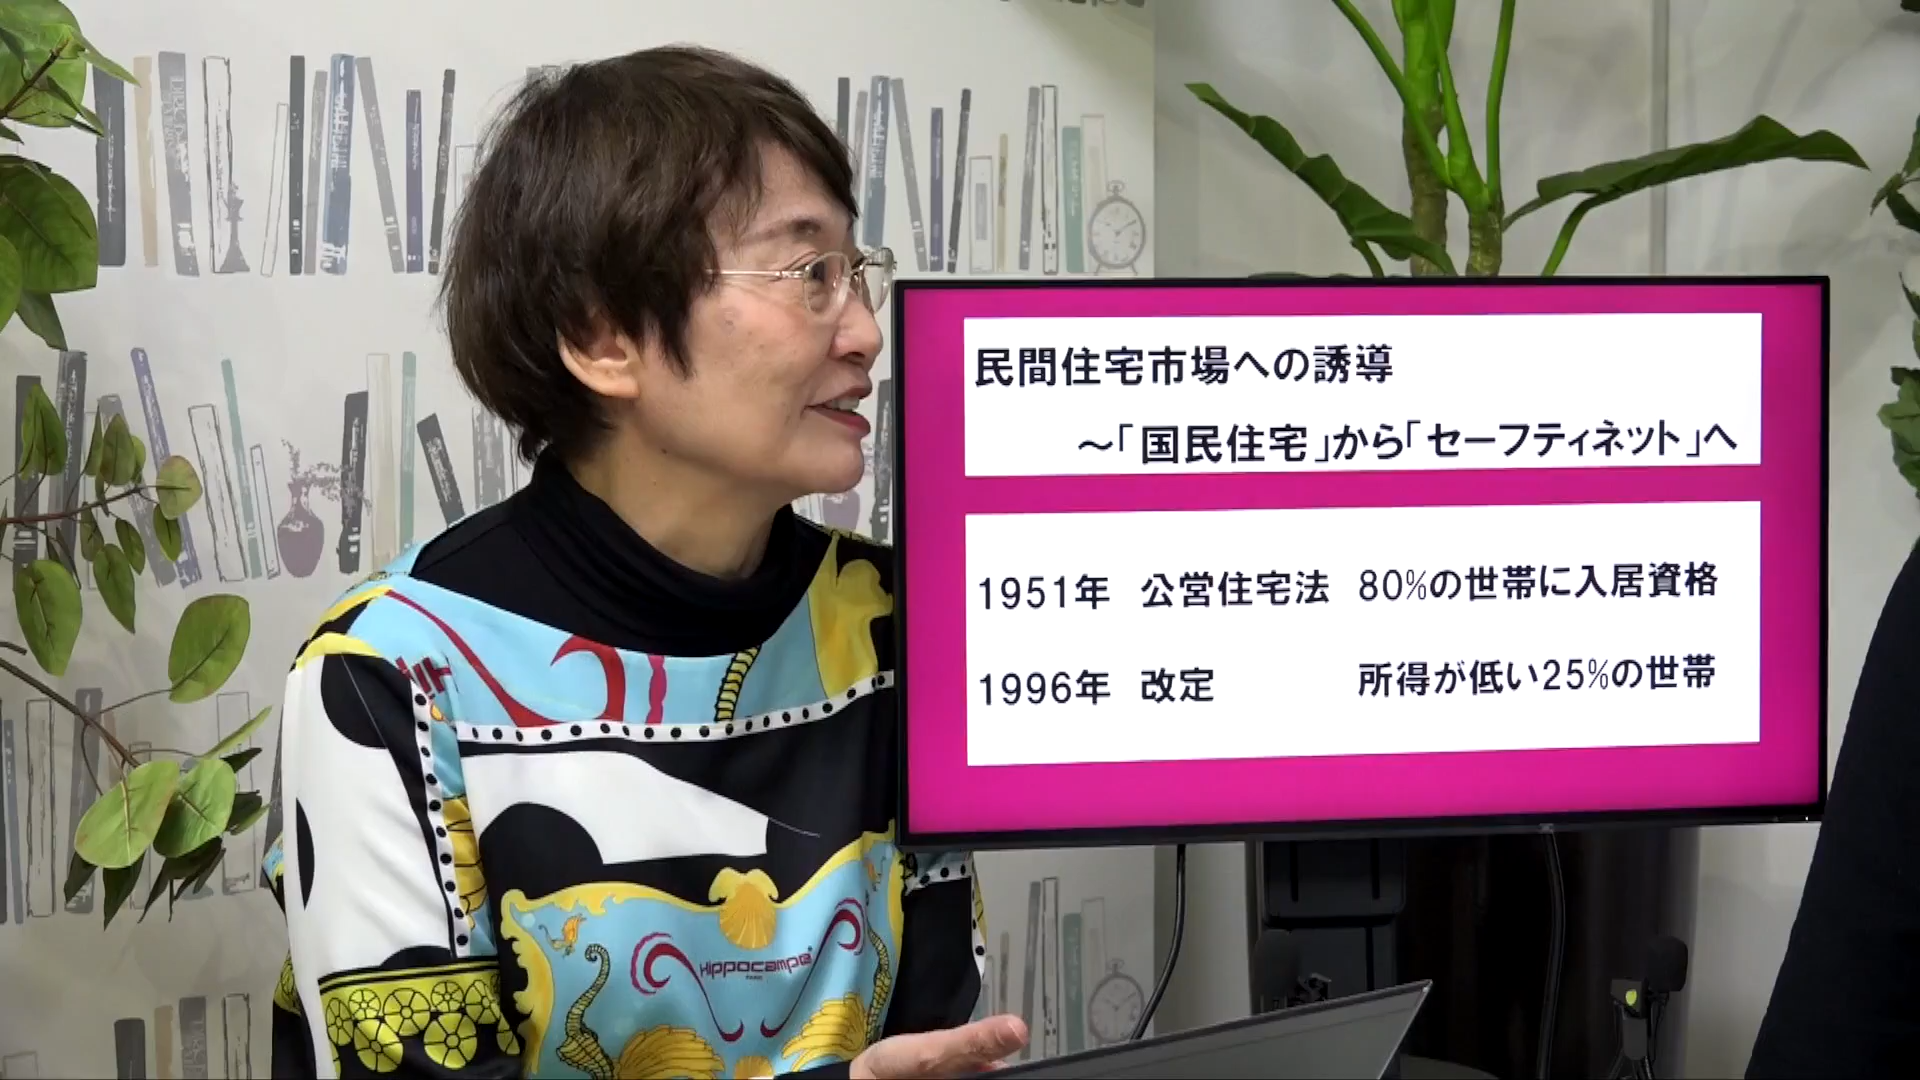 民間住宅市場への誘導
～「国民住宅」から「セーフティネット」へ
1951年 公営住宅法 80%の世帯に入居資格
1996年 改定 所得が低い25%の世帯
Hippocampe
PARIS